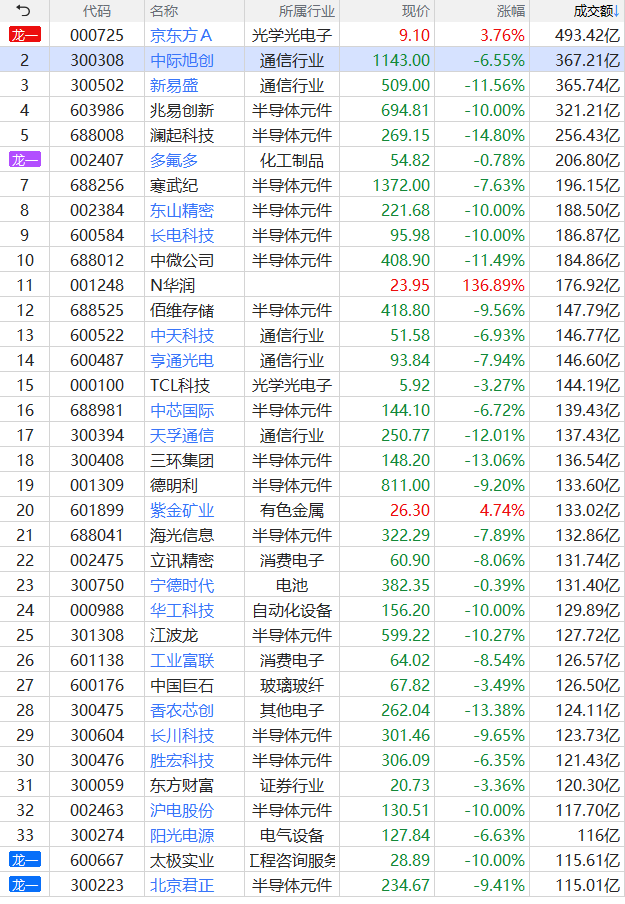 代码 名称 所属行业 现价 涨幅 成交额↓
龙一 000725 京东方A 光学光电子 9.10 3.76% 493.42亿
2 300308 中际旭创 通信行业 1143.00 -6.55% 367.21亿
3 300502 新易盛 通信行业 509.00 -11.56% 365.74亿
4 603986 兆易创新 半导体元件 694.81 -10.00% 321.21亿
5 688008 澜起科技 半导体元件 269.15 -14.80% 256.43亿
龙一 002407 多氟多 化工制品 54.82 -0.78% 206.80亿
7 688256 寒武纪 半导体元件 1372.00 -7.63% 196.15亿
8 002384 东山精密 半导体元件 221.68 -10.00% 188.50亿
9 600584 长电科技 半导体元件 95.98 -10.00% 186.87亿
10 688012 中微公司 半导体元件 408.90 -11.49% 184.86亿
11 001248 N华润 23.95 136.89% 176.92亿
12 688525 佰维存储 半导体元件 418.80 -9.56% 147.79亿
13 600522 中天科技 通信行业 51.58 -6.93% 146.77亿
14 600487 亨通光电 通信行业 93.84 -7.94% 146.60亿
15 000100 TCL科技 光学光电子 5.92 -3.27% 144.19亿
16 688981 中芯国际 半导体元件 144.10 -6.72% 139.43亿
17 300394 天孚通信 通信行业 250.77 -12.01% 137.43亿
18 300408 三环集团 半导体元件 148.20 -13.06% 136.54亿
19 001309 德明利 半导体元件 811.00 -9.20% 133.60亿
20 601899 紫金矿业 有色金属 26.30 4.74% 133.02亿
21 688041 海光信息 半导体元件 322.29 -7.89% 132.86亿
22 002475 立讯精密 消费电子 60.90 -8.06% 131.74亿
23 300750 宁德时代 电池 382.35 -0.39% 131.40亿
24 000988 华工科技 自动化设备 156.20 -10.00% 129.89亿
25 301308 江波龙 半导体元件 599.22 -10.27% 127.72亿
26 601138 工业富联 消费电子 64.02 -8.54% 126.57亿
27 600176 中国巨石 玻璃玻纤 67.82 -3.49% 126.50亿
28 300475 香农芯创 其他电子 262.04 -13.38% 124.11亿
29 300604 长川科技 半导体元件 301.46 -9.65% 123.73亿
30 300476 胜宏科技 半导体元件 306.09 -6.35% 121.43亿
31 300059 东方财富 证券行业 20.73 -3.36% 120.30亿
32 002463 沪电股份 半导体元件 130.51 -10.00% 117.70亿
33 300274 阳光电源 电气设备 127.84 -6.63% 116亿
龙一 600667 太极实业 工程咨询服务 28.89 -10.00% 115.61亿
龙一 300223 北京君正 半导体元件 234.67 -9.41% 115.01亿